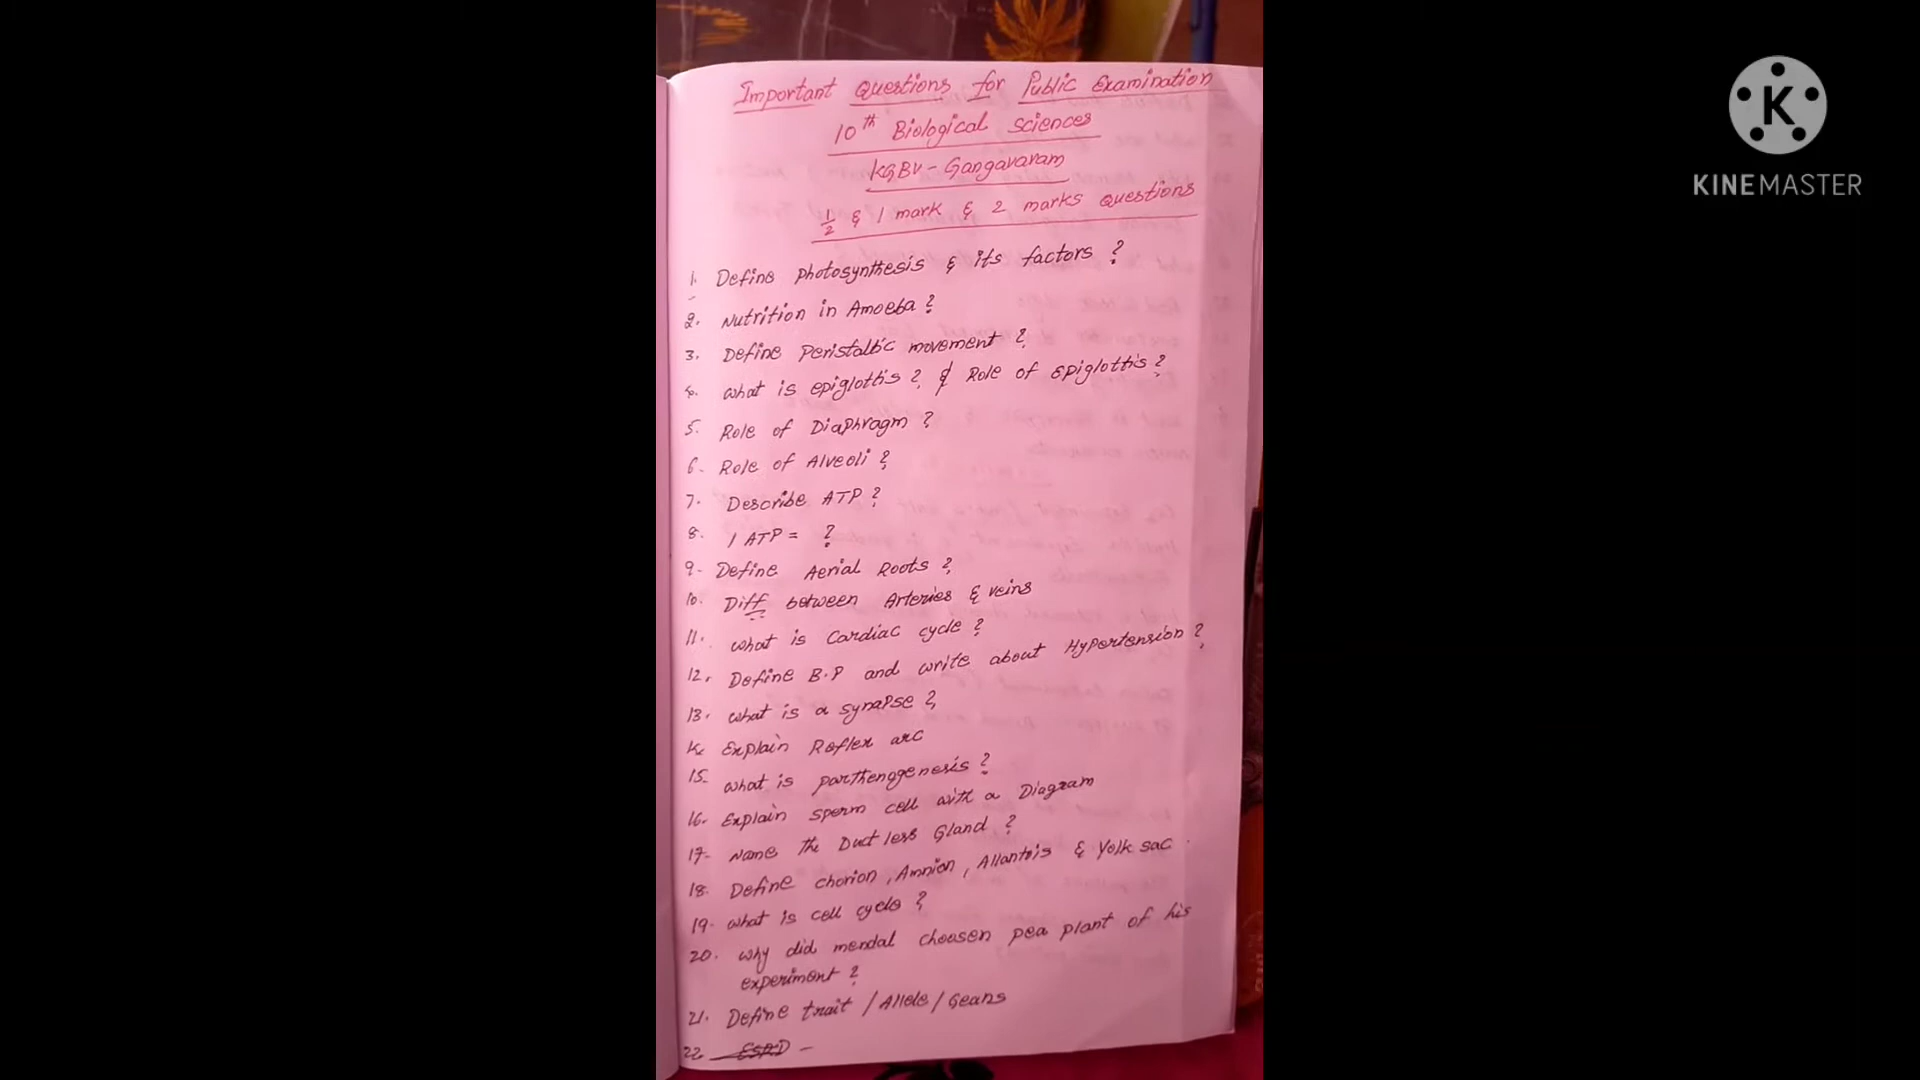 Important Questions for Public Examination
10th Biological Sciences
KGBV - Gangavaram
1/2 & 1 mark & 2 marks questions
1. Define photosynthesis & its factors ?
2. Nutrition in Amoeba ?
3. Define Peristaltic movement ?
4. what is epiglottis ? & Role of epiglottis ?
5. Role of Diaphragm ?
6. Role of Alveoli ?
7. Describe ATP ?
8. 1 ATP = ?
9. Define Aerial Roots ?
10. Diff between Arteries & veins
11. what is Cardiac cycle ?
12. Define B.P and write about Hypertension ?
13. what is a synapse ?
14. Explain Reflex arc
15. what is parthenogenesis ?
16. Explain sperm cell with a Diagram
17. Name the Ductless Gland ?
18. Define chorion, Amnion, Allantois & Yolk sac
19. what is cell cycle ?
20. why did mendal choosen pea plant of his
experiment ?
21. Define trait / Allele / Geans
22
K
KINEMASTER